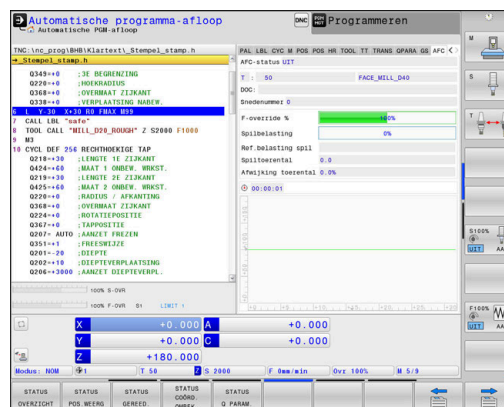 Automatische programma-afloop
Automatische PGM-afloop
DNC
Programmeren
TNC:\nc_prog\BHB\Klartext\_Stempel_stamp.h
→_Stempel_stamp.h
Q349=+0 ;3E BEGRENZING
Q220=+0 ;HOEKRADIUS
Q368=+0 ;OVERMAAT ZIJKANT
Q338=+0 ;VERPLAATSING NABEW.
6 L Y-30 X+30 R0 FMAX M99
7 CALL LBL "safe"
8 TOOL CALL "MILL_D20_ROUGH" Z S2000 F1000
9 M3
10 CYCL DEF 256 RECHTHOEKIGE TAP
Q218=+30 ;LENGTE 1E ZIJKANT
Q424=+60 ;MAAT 1 ONBEW. WRKST.
Q219=+30 ;LENGTE 2E ZIJKANT
Q425=+60 ;MAAT 2 ONBEW. WRKST.
Q220=+0 ;RADIUS / AFKANTING
Q368=+0 ;OVERMAAT ZIJKANT
Q224=+0 ;ROTATIEPOSITIE
Q367=+0 ;TAPPOSITIE
Q207= AUTO ;AANZET FREZEN
Q351=+1 ;FREESWIJZE
Q201=-20 ;DIEPTE
Q202=+10 ;DIEPTEVERPLAATSING
Q206=+3000 ;AANZET DIEPTEVERPL.
100% S-OVR
100% F-OVR S1 LIMIT 1
PAL LBL CYC M POS POS HR TOOL TT TRANS QPARA GS AFC
AFC-status UIT
T : 50 FACE_MILL_D40
DOC:
Snedenummer 0
F-override % 100%
Spilbelasting 0%
Ref.belasting spil
Spiltoerental 0.0
Afwijking toerental 0.0%
00:00:01
X +0.000 A +0.000
Y +0.000 C +0.000
Z +180.000
Modus: NOM 1 T 50 Z S 2000 F 0mm/min Ovr 100% M 5/9
M
S
T
S100%
UIT AA
F100%
UIT AA
STATUS OVERZICHT
STATUS POS.WEERG
STATUS GEREED.
STATUS COÖRD.
STATUS Q PARAM.